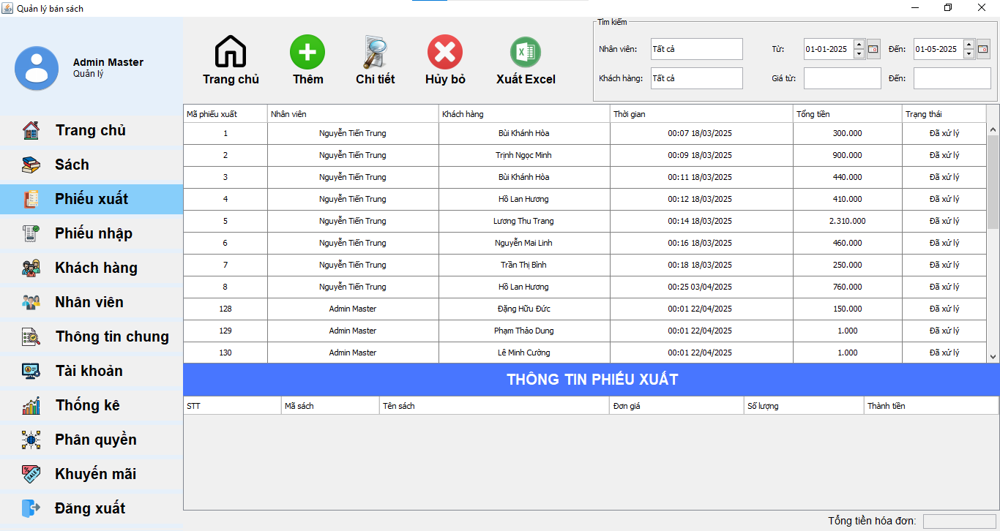 Quản lý bán sách
Admin Master
Quản lý
Trang chủ
Sách
Phiếu xuất
Phiếu nhập
Khách hàng
Nhân viên
Thông tin chung
Tài khoản
Thống kê
Phân quyền
Khuyến mãi
Đăng xuất
Trang chủ Thêm Chi tiết Hủy bỏ Xuất Excel
Tìm kiếm
Nhân viên: Tất cả Từ: 01-01-2025 Đến: 01-05-2025
Khách hàng: Tất cả Giá từ: Đến:
Mã phiếu xuất Nhân viên Khách hàng Thời gian Tổng tiền Trạng thái
1 Nguyễn Tiến Trung Bùi Khánh Hòa 00:07 18/03/2025 300.000 Đã xử lý
2 Nguyễn Tiến Trung Trịnh Ngọc Minh 00:09 18/03/2025 900.000 Đã xử lý
3 Nguyễn Tiến Trung Bùi Khánh Hòa 00:11 18/03/2025 440.000 Đã xử lý
4 Nguyễn Tiến Trung Hồ Lan Hương 00:12 18/03/2025 410.000 Đã xử lý
5 Nguyễn Tiến Trung Lương Thu Trang 00:14 18/03/2025 2.310.000 Đã xử lý
6 Nguyễn Tiến Trung Nguyễn Mai Linh 00:16 18/03/2025 460.000 Đã xử lý
7 Nguyễn Tiến Trung Trần Thị Bình 00:18 18/03/2025 250.000 Đã xử lý
8 Nguyễn Tiến Trung Hồ Lan Hương 00:25 03/04/2025 760.000 Đã xử lý
128 Admin Master Đặng Hữu Đức 00:01 22/04/2025 150.000 Đã xử lý
129 Admin Master Phạm Thảo Dung 00:01 22/04/2025 1.000 Đã xử lý
130 Admin Master Lê Minh Cường 00:01 22/04/2025 1.000 Đã xử lý
THÔNG TIN PHIẾU XUẤT
STT Mã sách Tên sách Đơn giá Số lượng Thành tiền
Tổng tiền hóa đơn: